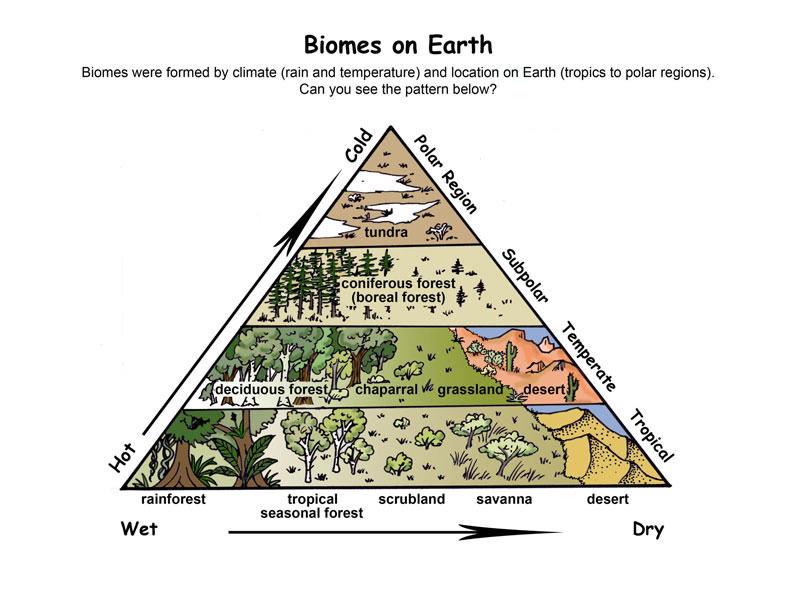 Biomes on Earth
Biomes were formed by climate (rain and temperature) and location on Earth (tropics to polar regions).
Can you see the pattern below?
Cold
Polar Region
tundra
Subpolar
coniferous forest
(boreal forest)
Temperate
deciduous forest
chaparral
grassland
desert
Tropical
Hot
rainforest
tropical
seasonal forest
scrubland
savanna
desert
Wet
Dry